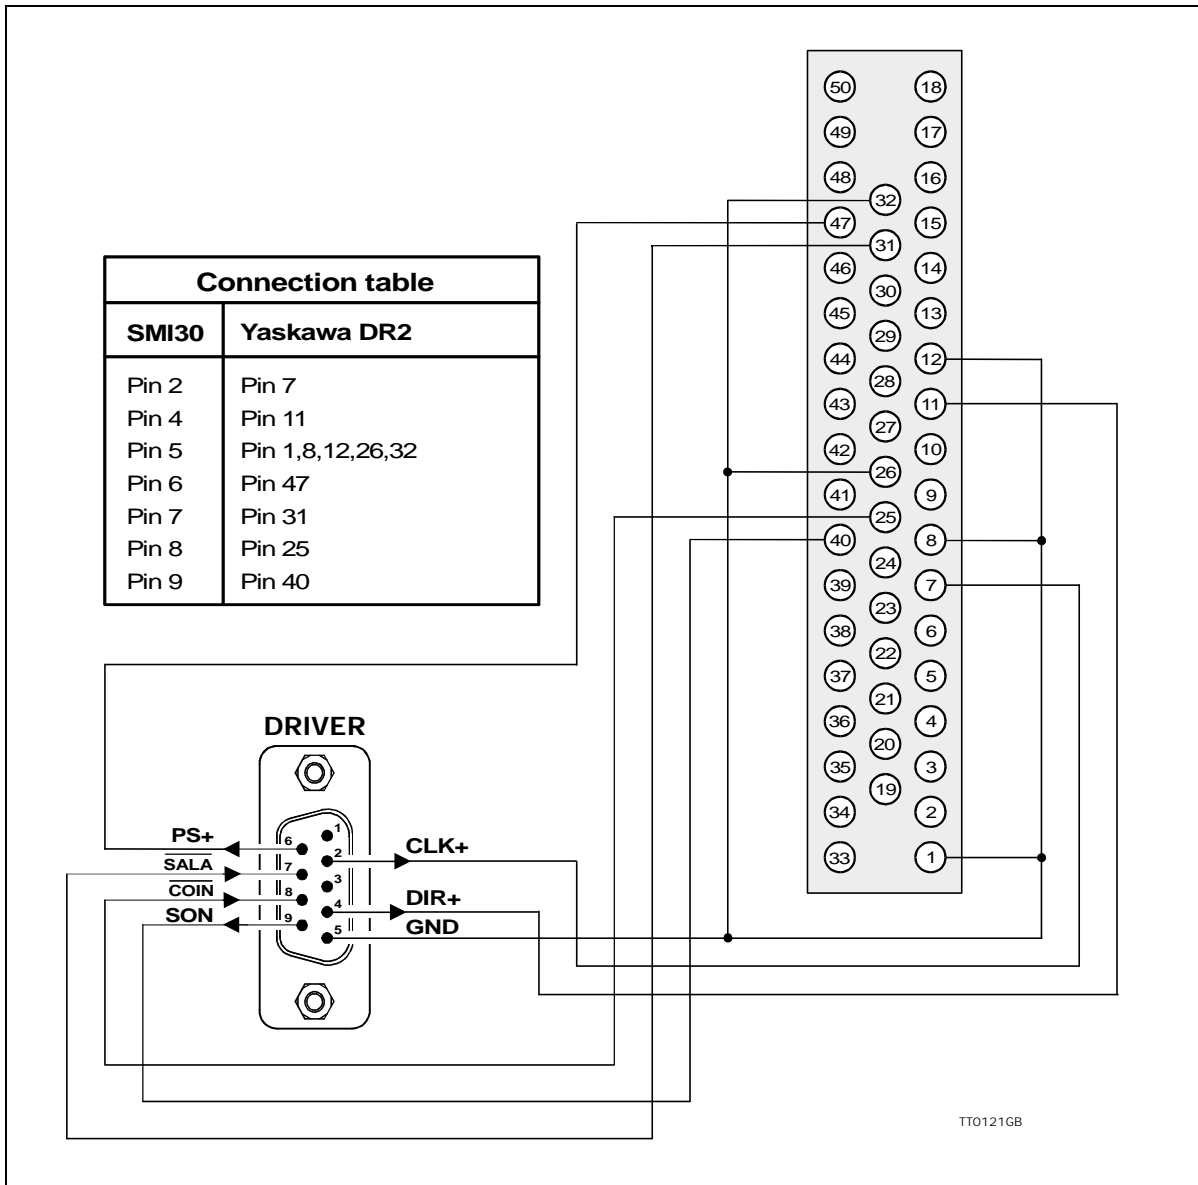 Connection table
SMI30 Yaskawa DR2
Pin 2 Pin 7
Pin 4 Pin 11
Pin 5 Pin 1,8,12,26,32
Pin 6 Pin 47
Pin 7 Pin 31
Pin 8 Pin 25
Pin 9 Pin 40
50 18
49 17
48 16
32
47 15
31
46 14
30
45 13
29
44 12
28
43 11
27
42 10
26
41 9
25
40 8
24
39 7
23
38 6
22
37 5
21
36 4
20
35 3
19
34 2
33 1
DRIVER
1
PS+ 6
2 CLK+
SALA 7
3
COIN 8
4 DIR+
SON 9
5 GND
TT0121GB